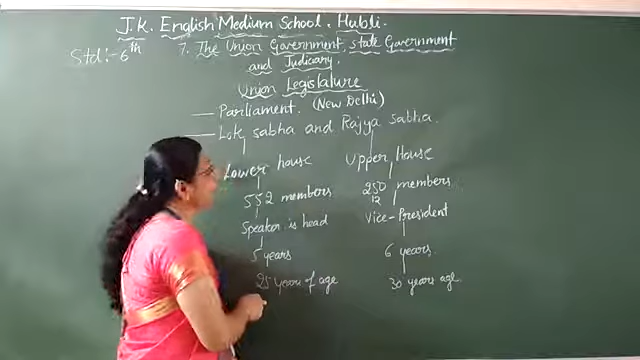 J.K. English Medium School, Hubli.
Std:- 6th
7. The Union Government, state Government
and Judiciary.
Union Legislature
— Parliament. (New Delhi)
— Lok sabha and Rajya sabha.
Lower house
Upper House
552 members
250 members
12
Speaker is head
Vice-President
5 years
6 years
25 years of age
30 years age